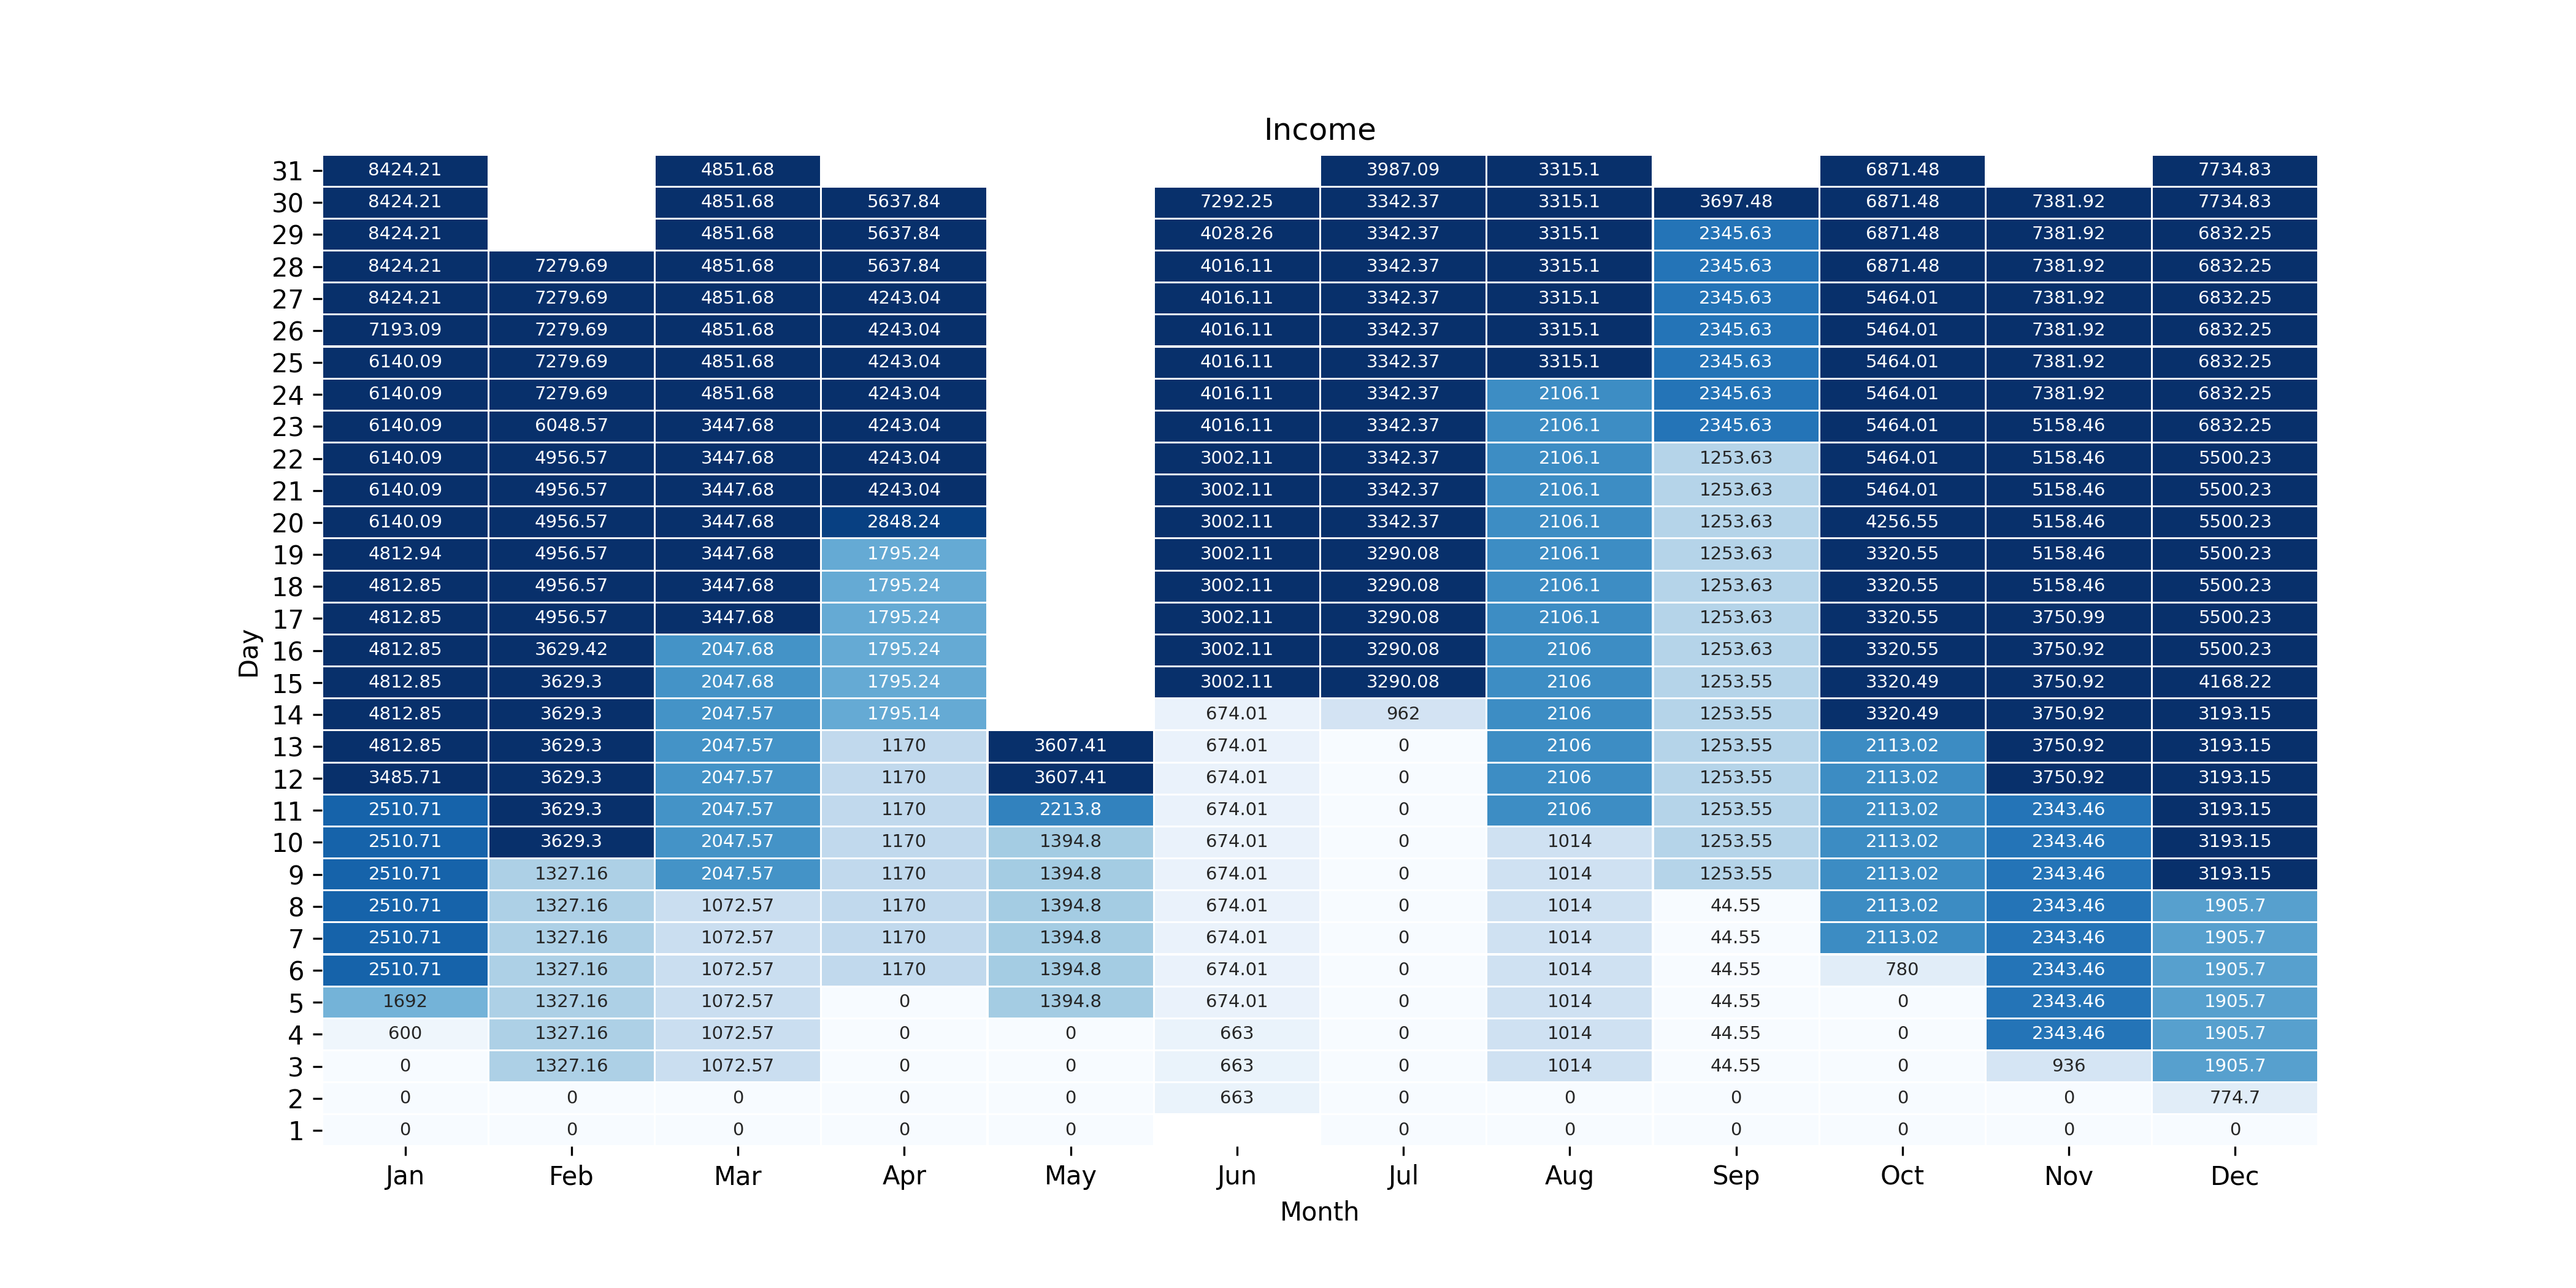 Income
31 8424.21 4851.68 3987.09 3315.1 6871.48 7734.83
30 8424.21 4851.68 5637.84 7292.25 3342.37 3315.1 3697.48 6871.48 7381.92 7734.83
29 8424.21 4851.68 5637.84 4028.26 3342.37 3315.1 2345.63 6871.48 7381.92 6832.25
28 8424.21 7279.69 4851.68 5637.84 4016.11 3342.37 3315.1 2345.63 6871.48 7381.92 6832.25
27 8424.21 7279.69 4851.68 4243.04 4016.11 3342.37 3315.1 2345.63 5464.01 7381.92 6832.25
26 7193.09 7279.69 4851.68 4243.04 4016.11 3342.37 3315.1 2345.63 5464.01 7381.92 6832.25
25 6140.09 7279.69 4851.68 4243.04 4016.11 3342.37 3315.1 2345.63 5464.01 7381.92 6832.25
24 6140.09 7279.69 4851.68 4243.04 4016.11 3342.37 2106.1 2345.63 5464.01 7381.92 6832.25
23 6140.09 6048.57 3447.68 4243.04 4016.11 3342.37 2106.1 2345.63 5464.01 5158.46 6832.25
22 6140.09 4956.57 3447.68 4243.04 3002.11 3342.37 2106.1 1253.63 5464.01 5158.46 5500.23
21 6140.09 4956.57 3447.68 4243.04 3002.11 3342.37 2106.1 1253.63 5464.01 5158.46 5500.23
20 6140.09 4956.57 3447.68 2848.24 3002.11 3342.37 2106.1 1253.63 4256.55 5158.46 5500.23
19 4812.94 4956.57 3447.68 1795.24 3002.11 3290.08 2106.1 1253.63 3320.55 5158.46 5500.23
18 4812.85 4956.57 3447.68 1795.24 3002.11 3290.08 2106.1 1253.63 3320.55 5158.46 5500.23
17 4812.85 4956.57 3447.68 1795.24 3002.11 3290.08 2106.1 1253.63 3320.55 3750.99 5500.23
16 4812.85 3629.42 2047.68 1795.24 3002.11 3290.08 2106 1253.63 3320.55 3750.92 5500.23
15 4812.85 3629.3 2047.68 1795.24 3002.11 3290.08 2106 1253.55 3320.49 3750.92 4168.22
14 4812.85 3629.3 2047.57 1795.14 674.01 962 2106 1253.55 3320.49 3750.92 3193.15
13 4812.85 3629.3 2047.57 1170 3607.41 674.01 0 2106 1253.55 2113.02 3750.92 3193.15
12 3485.71 3629.3 2047.57 1170 3607.41 674.01 0 2106 1253.55 2113.02 3750.92 3193.15
11 2510.71 3629.3 2047.57 1170 2213.8 674.01 0 2106 1253.55 2113.02 2343.46 3193.15
10 2510.71 3629.3 2047.57 1170 1394.8 674.01 0 1014 1253.55 2113.02 2343.46 3193.15
9 2510.71 1327.16 2047.57 1170 1394.8 674.01 0 1014 1253.55 2113.02 2343.46 3193.15
8 2510.71 1327.16 1072.57 1170 1394.8 674.01 0 1014 44.55 2113.02 2343.46 1905.7
7 2510.71 1327.16 1072.57 1170 1394.8 674.01 0 1014 44.55 2113.02 2343.46 1905.7
6 2510.71 1327.16 1072.57 1170 1394.8 674.01 0 1014 44.55 780 2343.46 1905.7
5 1692 1327.16 1072.57 0 1394.8 674.01 0 1014 44.55 0 2343.46 1905.7
4 600 1327.16 1072.57 0 0 663 0 1014 44.55 0 2343.46 1905.7
3 0 1327.16 1072.57 0 0 663 0 1014 44.55 0 936 1905.7
2 0 0 0 0 0 663 0 0 0 0 0 774.7
1 0 0 0 0 0 0 0 0 0 0 0
Jan Feb Mar Apr May Jun Jul Aug Sep Oct Nov Dec
Month
Day